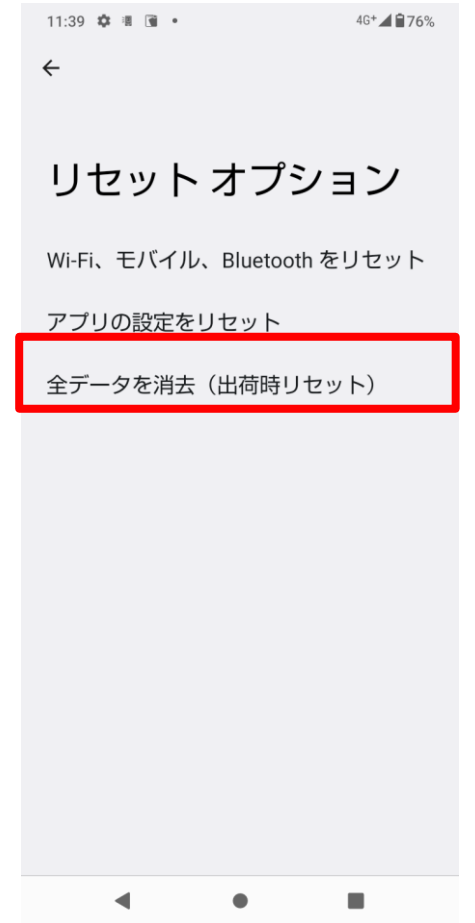 11:39 4G+ 76%
リセット オプション
Wi-Fi、モバイル、Bluetooth をリセット
アプリの設定をリセット
全データを消去（出荷時リセット）